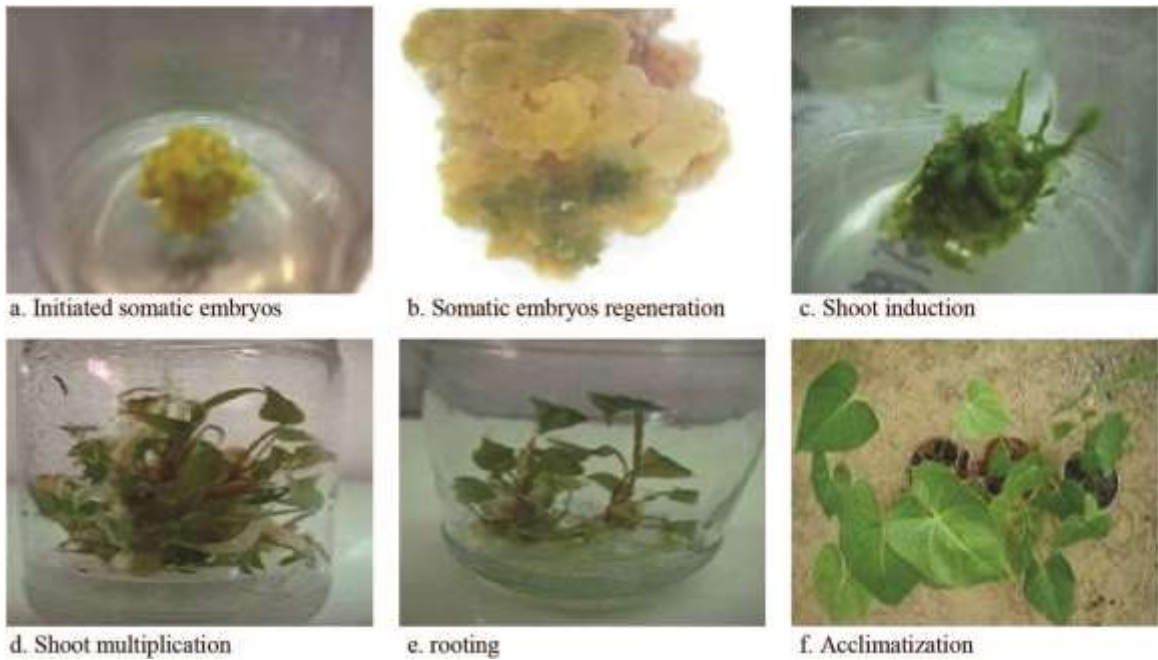 a. Initiated somatic embryos
b. Somatic embryos regeneration
c. Shoot induction
d. Shoot multiplication
e. rooting
f. Acclimatization